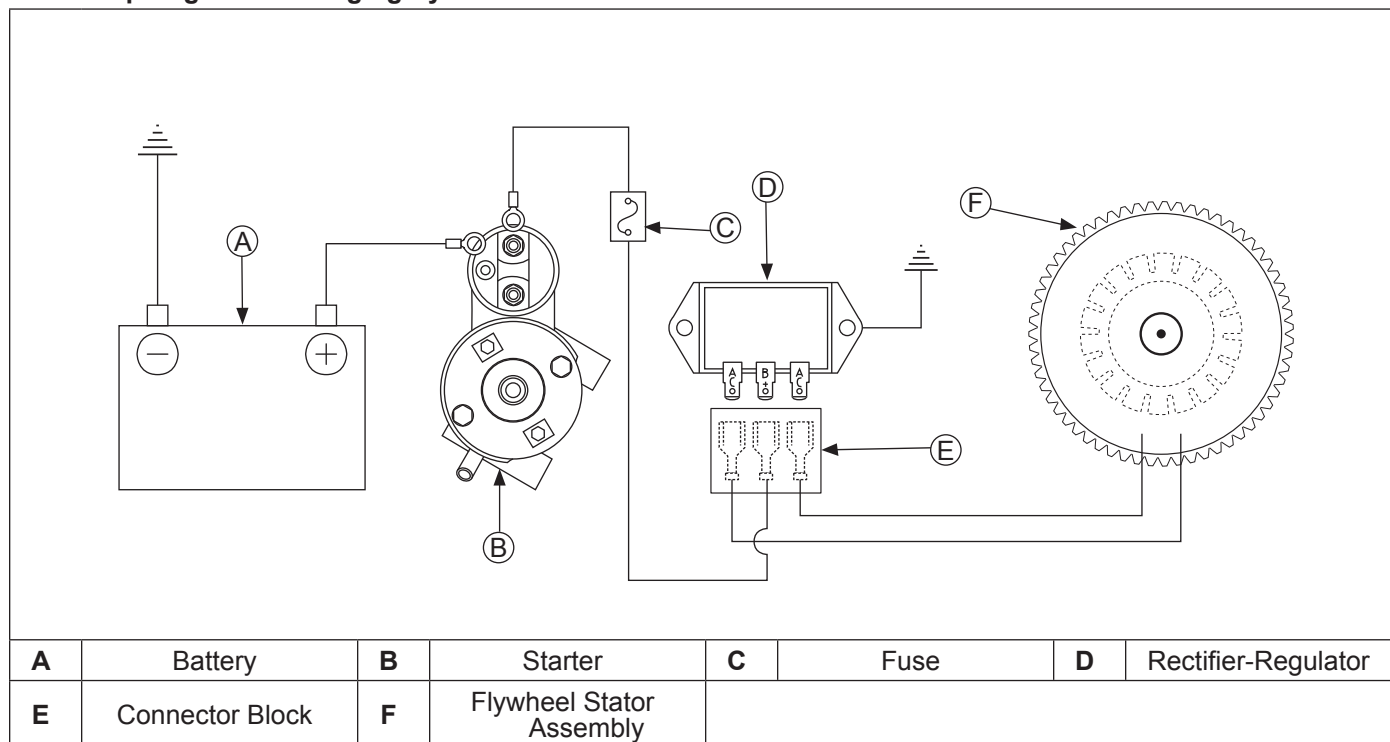 D
F
A
C
AC
B+
AC
E
B
A Battery B Starter C Fuse D Rectifier-Regulator
E Connector Block F Flywheel Stator
Assembly